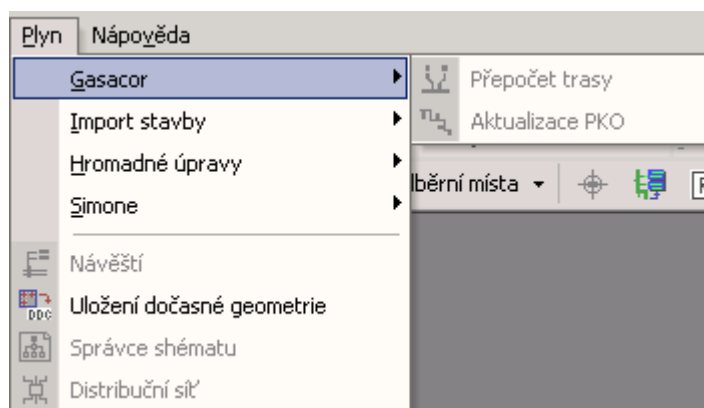 Plyn Nápověda
Gasacor
Přepočet trasy
Import stavby
Aktualizace PKO
Hromadné úpravy
běrní místa
Simone
Návěští
DDC
Uložení dočasné geometrie
Správce shématu
Distribuční síť